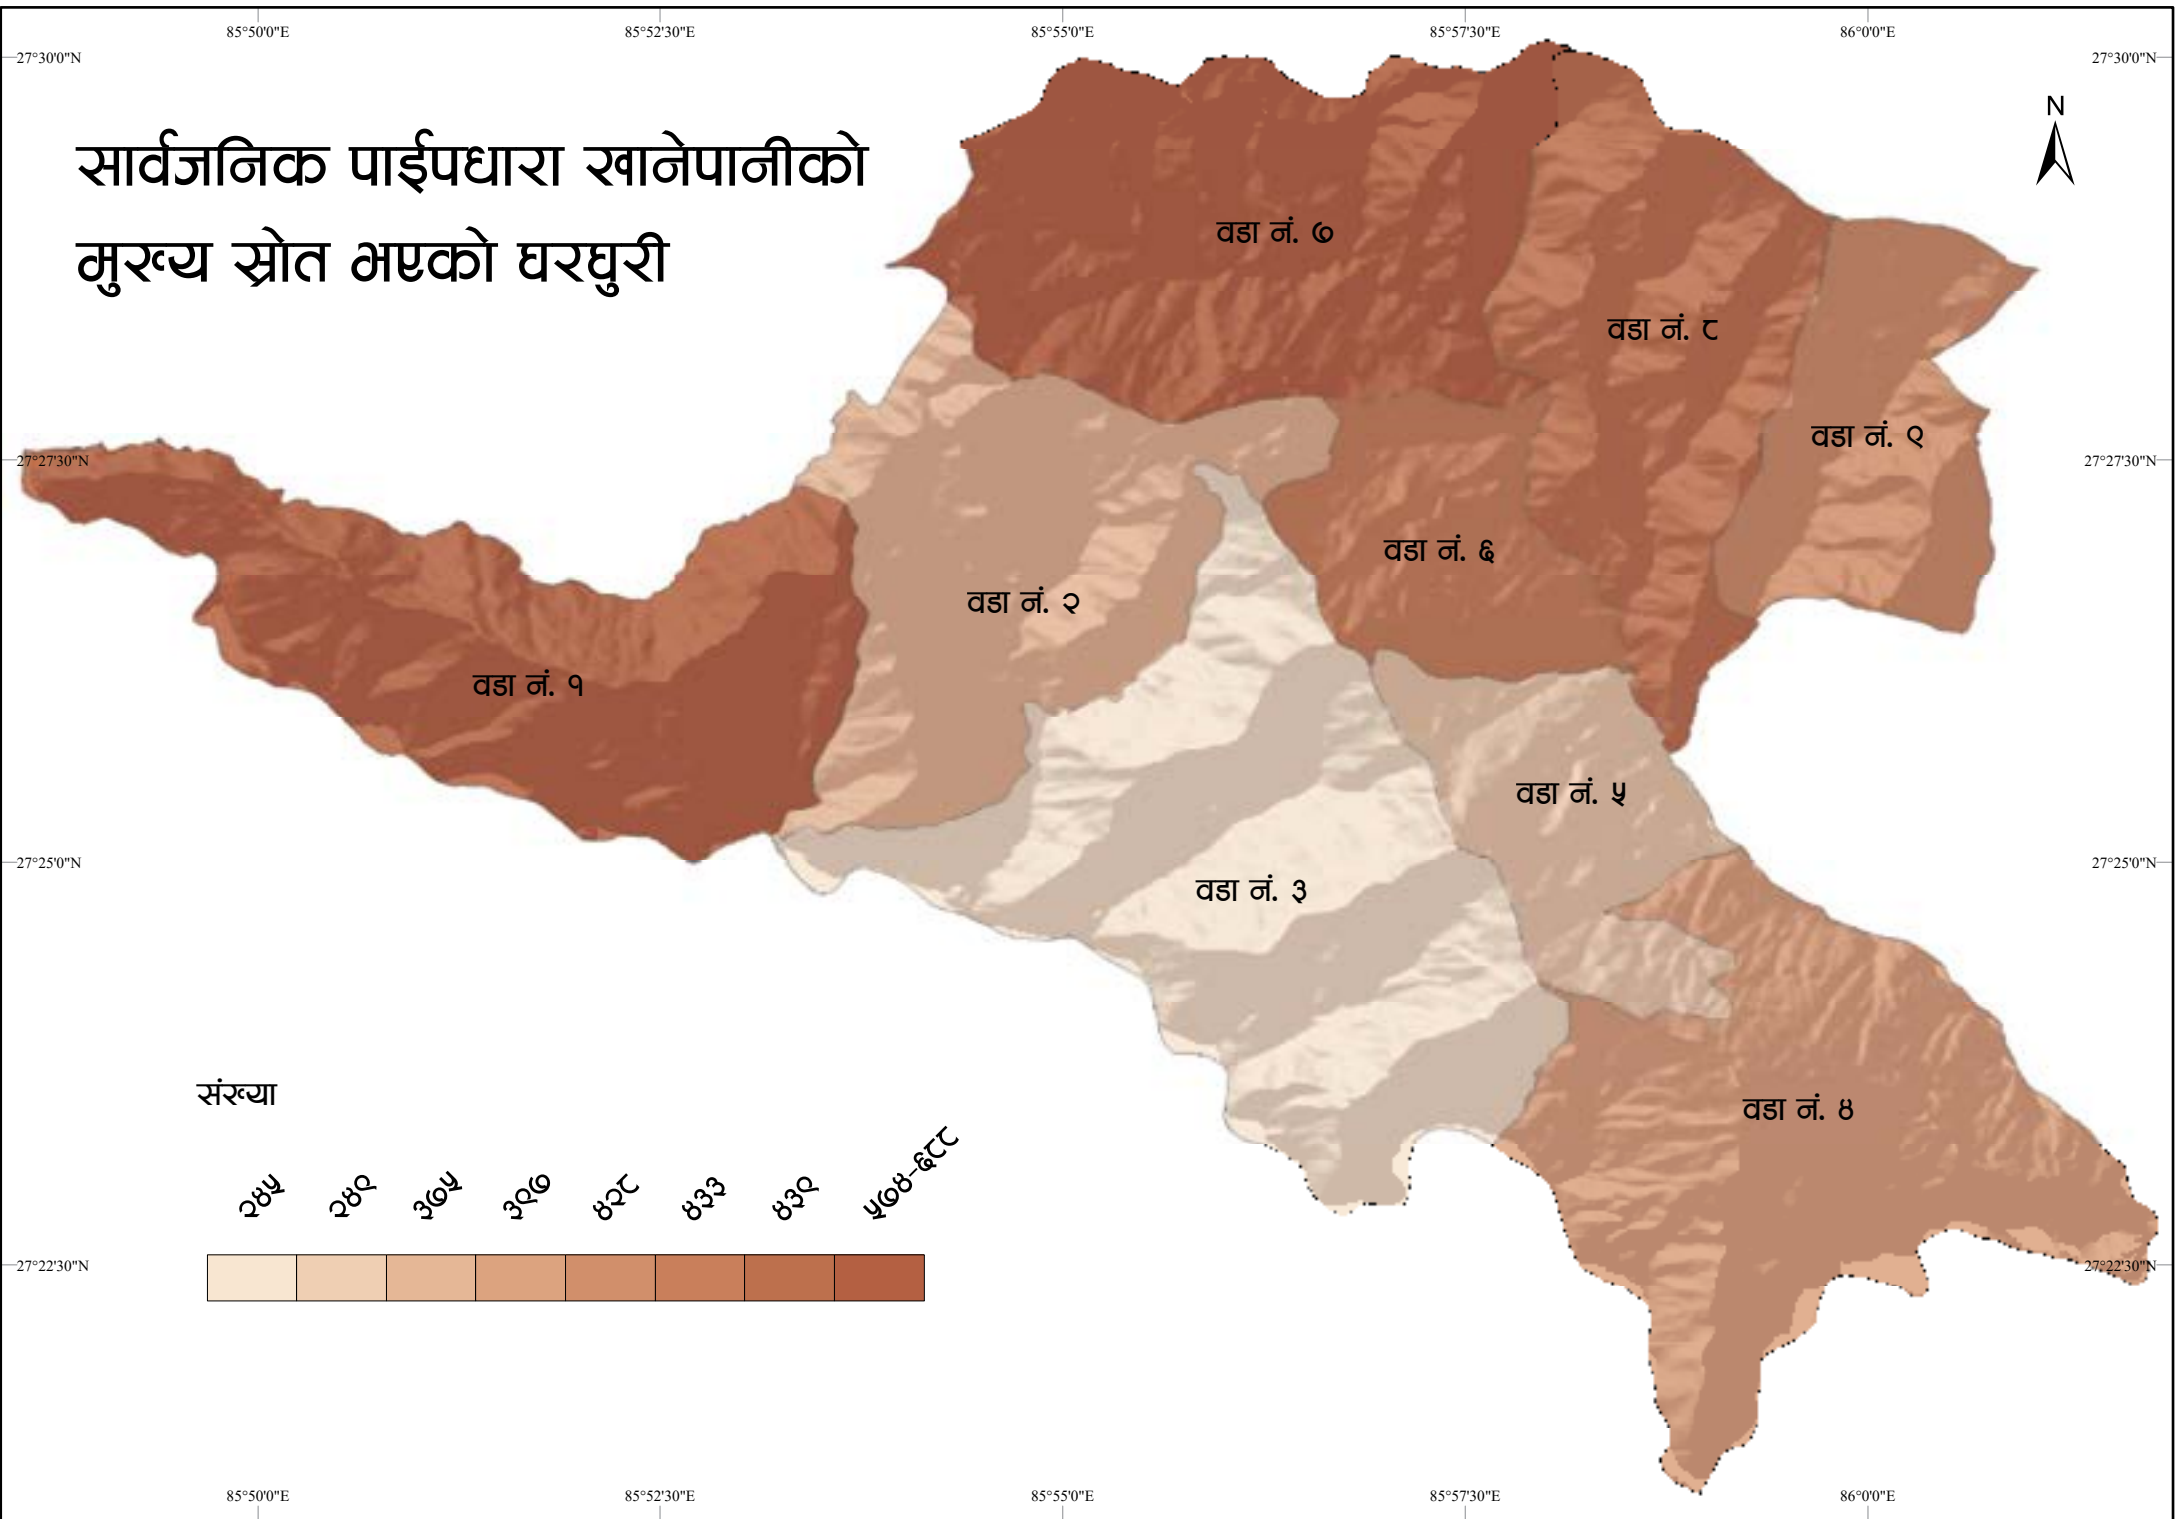 85°50'0"E 85°52'30"E 85°55'0"E 85°57'30"E 86°0'0"E
27°30'0"N 27°30'0"N
N
सार्वजनिक पाईपधारा खानेपानीको
मुख्य स्रोत भएको घरघुरी
वडा नं. ७
वडा नं. ८
वडा नं. ९
27°27'30"N 27°27'30"N
वडा नं. ६
वडा नं. २
वडा नं. १
वडा नं. ५
27°25'0"N 27°25'0"N
वडा नं. ३
संख्या
वडा नं. ४
२४५ २४९ ३७५ ३९७ ४२८ ४३३ ४३९ ५७४-६८८
27°22'30"N 27°22'30"N
85°50'0"E 85°52'30"E 85°55'0"E 85°57'30"E 86°0'0"E